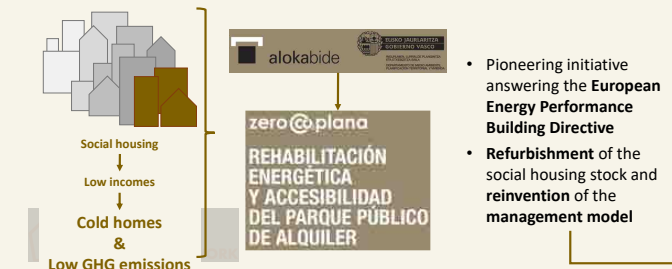 Social housing
Low incomes
Cold homes
&
Low GHG emissions
alokabide
EUSKO JAURLARITZA
GOBIERNO VASCO
zero@plana
REHABILITACIÓN
ENERGÉTICA
Y ACCESIBILIDAD
DEL PARQUE PÚBLICO
DE ALQUILER
• Pioneering initiative
answering the European
Energy Performance
Building Directive
• Refurbishment of the
social housing stock and
reinvention of the
management model